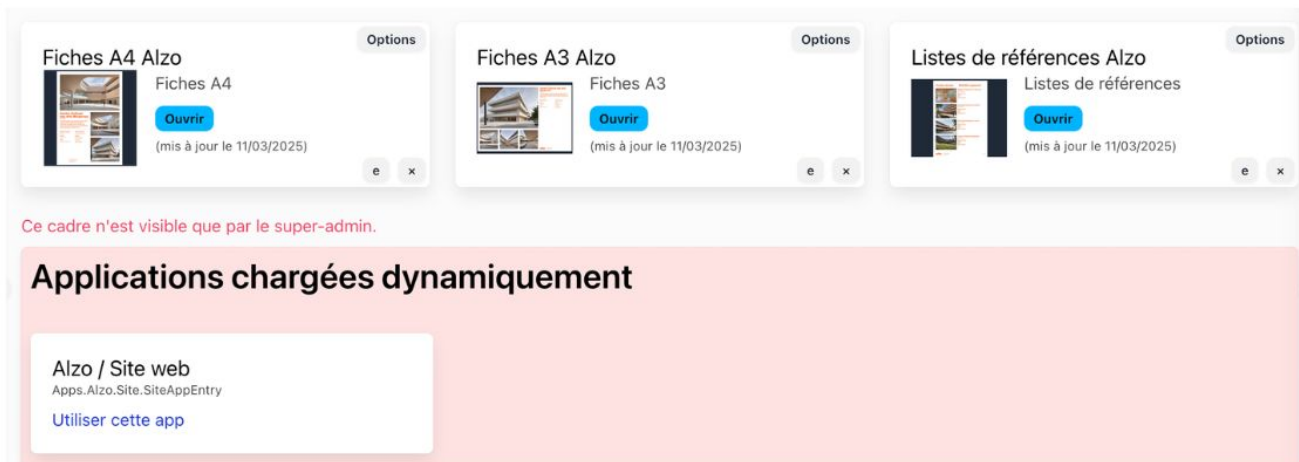 Options
Fiches A4 Alzo
Fiches A4
Ouvrir
(mis à jour le 11/03/2025)
e ×
Options
Fiches A3 Alzo
Fiches A3
Ouvrir
(mis à jour le 11/03/2025)
e ×
Options
Listes de références Alzo
Listes de références
Ouvrir
(mis à jour le 11/03/2025)
e ×
Ce cadre n'est visible que par le super-admin.
Applications chargées dynamiquement
Alzo / Site web
Apps.Alzo.Site.SiteAppEntry
Utiliser cette app